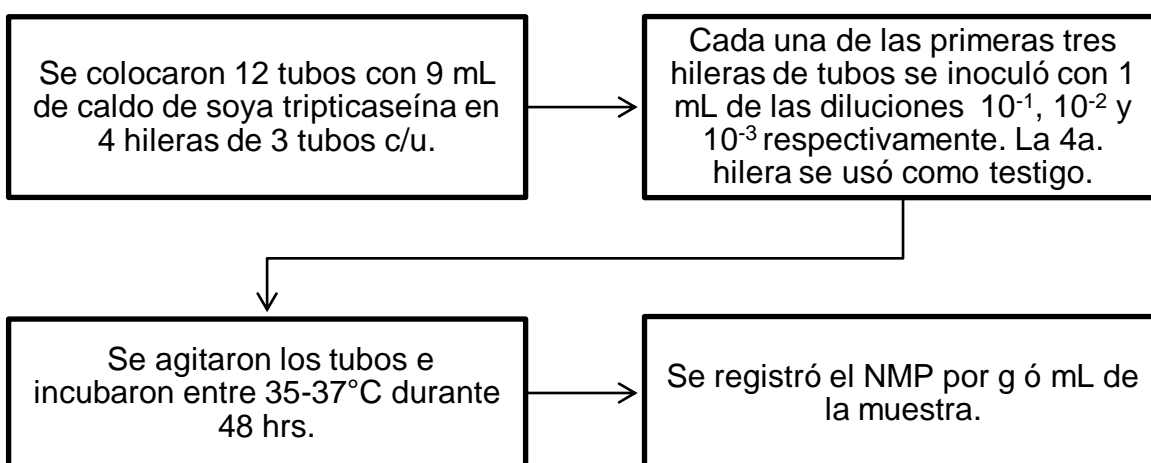 Se colocaron 12 tubos con 9 mL
de caldo de soya tripticaseína en
4 hileras de 3 tubos c/u.
Cada una de las primeras tres
hileras de tubos se inoculó con 1
mL de las diluciones 10⁻¹, 10⁻² y
10⁻³ respectivamente. La 4a.
hilera se usó como testigo.
Se agitaron los tubos e
incubaron entre 35-37°C durante
48 hrs.
Se registró el NMP por g ó mL de
la muestra.